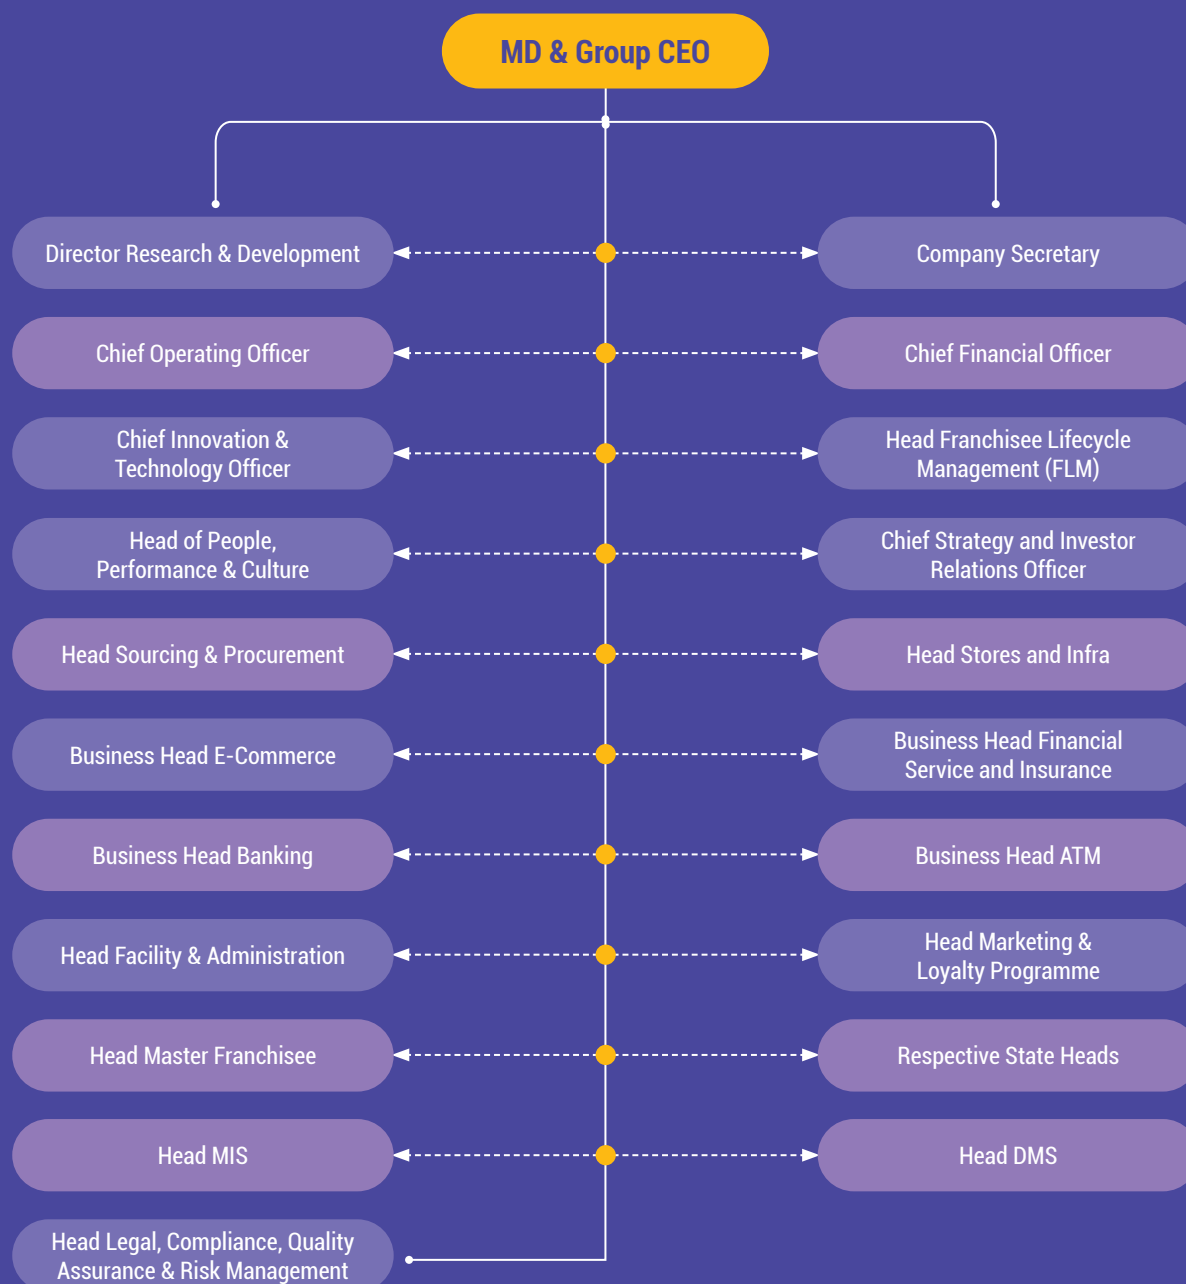 MD & Group CEO
Director Research & Development
Company Secretary
Chief Operating Officer
Chief Financial Officer
Chief Innovation &
Technology Officer
Head Franchisee Lifecycle
Management (FLM)
Head of People,
Performance & Culture
Chief Strategy and Investor
Relations Officer
Head Sourcing & Procurement
Head Stores and Infra
Business Head E-Commerce
Business Head Financial
Service and Insurance
Business Head Banking
Business Head ATM
Head Facility & Administration
Head Marketing &
Loyalty Programme
Head Master Franchisee
Respective State Heads
Head MIS
Head DMS
Head Legal, Compliance, Quality
Assurance & Risk Management